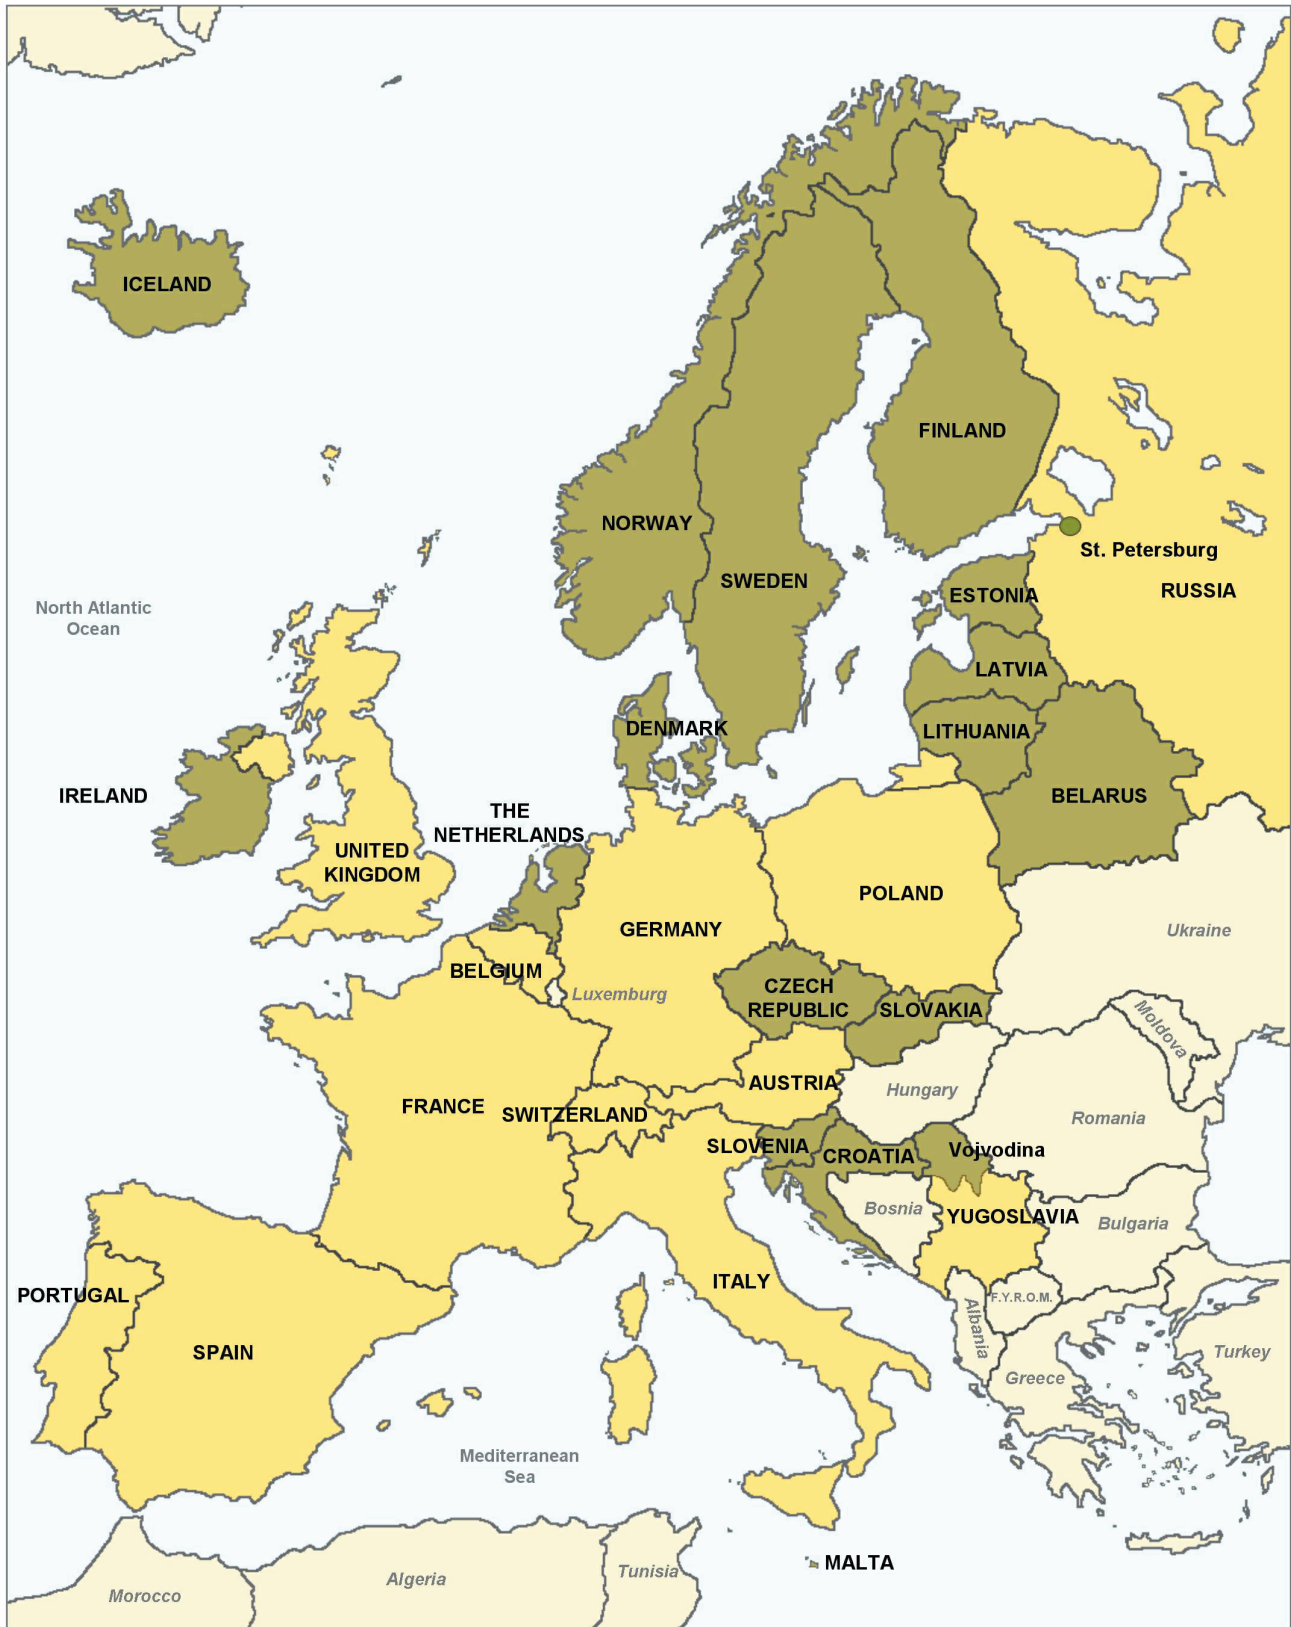 ICELAND
FINLAND
NORWAY
SWEDEN
St. Petersburg
RUSSIA
ESTONIA
North Atlantic
Ocean
LATVIA
DENMARK
LITHUANIA
IRELAND
BELARUS
THE
NETHERLANDS
UNITED
KINGDOM
POLAND
GERMANY
Ukraine
BELGIUM
Luxemburg
CZECH
REPUBLIC
SLOVAKIA
Moldova
AUSTRIA
Hungary
FRANCE
SWITZERLAND
Romania
SLOVENIA
CROATIA
Vojvodina
Bosnia
YUGOSLAVIA
Bulgaria
ITALY
PORTUGAL
F.Y.R.O.M.
Albania
SPAIN
Turkey
Greece
Mediterranean
Sea
MALTA
Tunisia
Algeria
Morocco